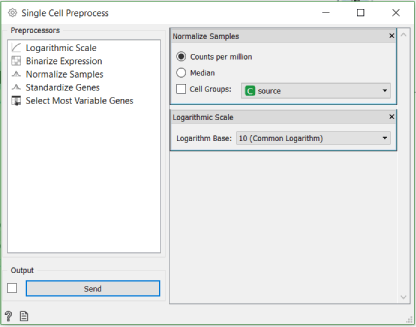 Single Cell Preprocess
Preprocessors
Logarithmic Scale
Binarize Expression
Normalize Samples
Standardize Genes
Select Most Variable Genes
Output
Send
Normalize Samples
Counts per million
Median
Cell Groups:
C source
Logarithmic Scale
Logarithm Base: 10 (Common Logarithm)